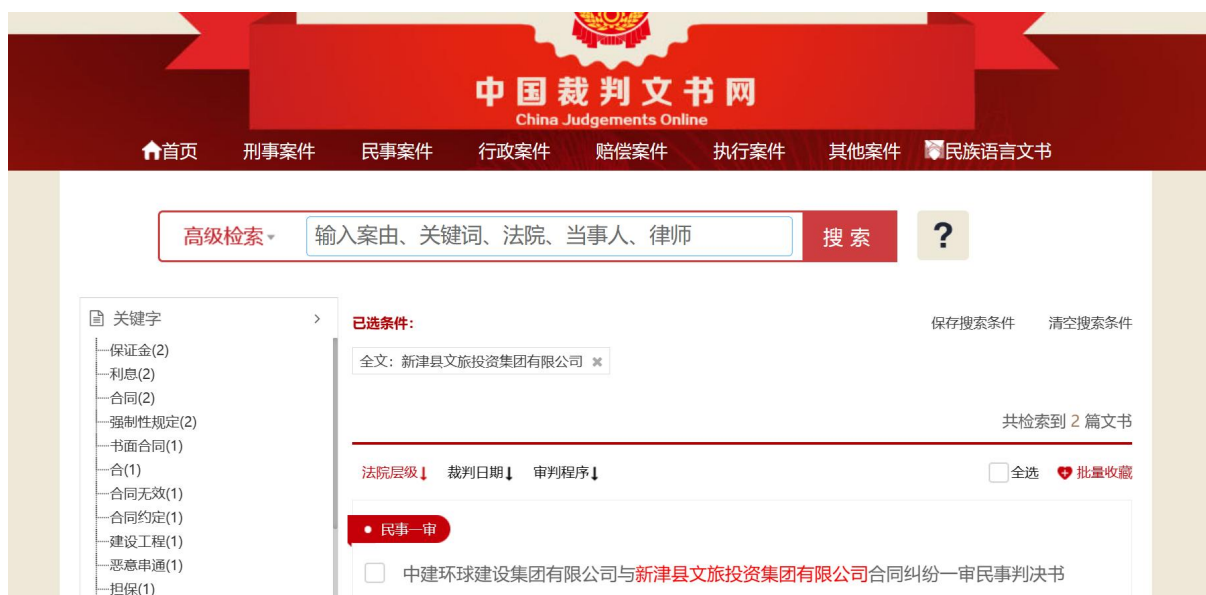 中国裁判文书网
China Judgements Online
首页 刑事案件 民事案件 行政案件 赔偿案件 执行案件 其他案件 民族语言文书
高级检索 输入案由、关键词、法院、当事人、律师 搜索 ?
关键字 >
保证金(2)
利息(2)
合同(2)
强制性规定(2)
书面合同(1)
合(1)
合同无效(1)
合同约定(1)
建设工程(1)
恶意串通(1)
担保(1)
已选条件: 保存搜索条件 清空搜索条件
全文：新津县文旅投资集团有限公司 ×
共检索到 2 篇文书
法院层级↓ 裁判日期↓ 审判程序↓ 全选 批量收藏
民事一审
中建环球建设集团有限公司与新津县文旅投资集团有限公司合同纠纷一审民事判决书